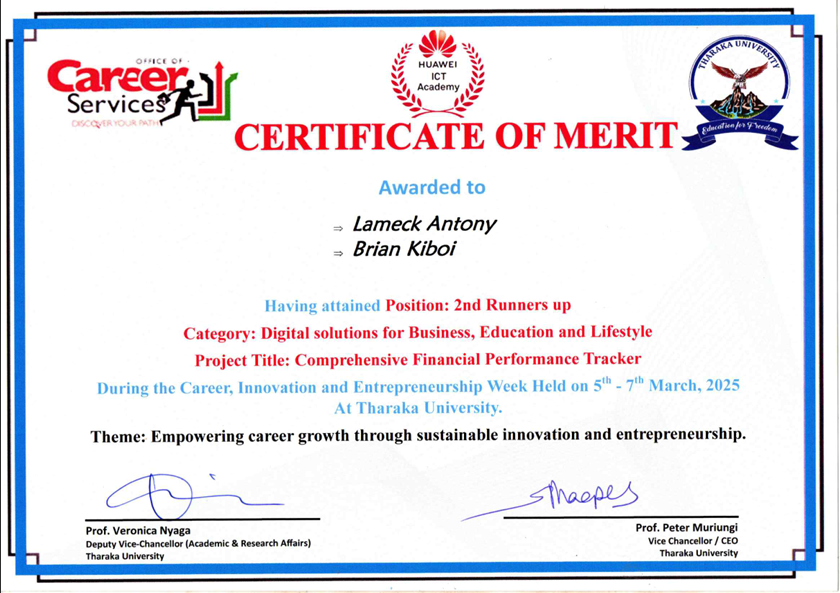 OFFICE OF
Career
Services
DISCOVER YOUR PATH
HUAWEI
ICT
Academy
THARAKA UNIVERSITY
Education for Freedom
CERTIFICATE OF MERIT
Awarded to
⇒ Lameck Antony
⇒ Brian Kiboi
Having attained Position: 2nd Runners up
Category: Digital solutions for Business, Education and Lifestyle
Project Title: Comprehensive Financial Performance Tracker
During the Career, Innovation and Entrepreneurship Week Held on 5th - 7th March, 2025
At Tharaka University.
Theme: Empowering career growth through sustainable innovation and entrepreneurship.
Prof. Veronica Nyaga
Deputy Vice-Chancellor (Academic & Research Affairs)
Tharaka University
Prof. Peter Muriungi
Vice Chancellor / CEO
Tharaka University